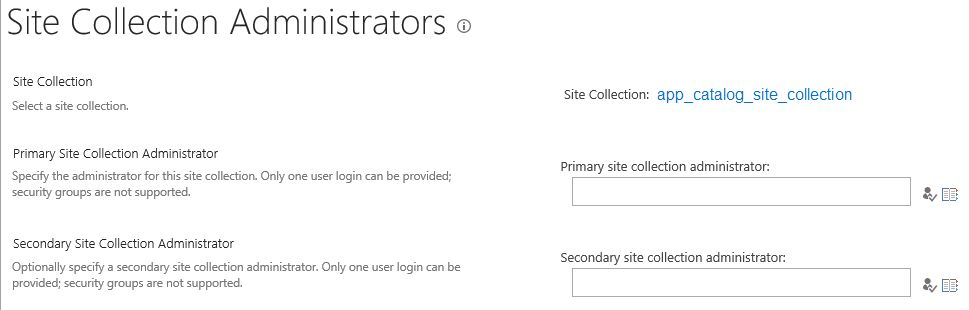 Site Collection Administrators
Site Collection
Select a site collection.
Site Collection: app_catalog_site_collection
Primary Site Collection Administrator
Specify the administrator for this site collection. Only one user login can be provided;
security groups are not supported.
Primary site collection administrator:
Secondary Site Collection Administrator
Optionally specify a secondary site collection administrator. Only one user login can be
provided; security groups are not supported.
Secondary site collection administrator: